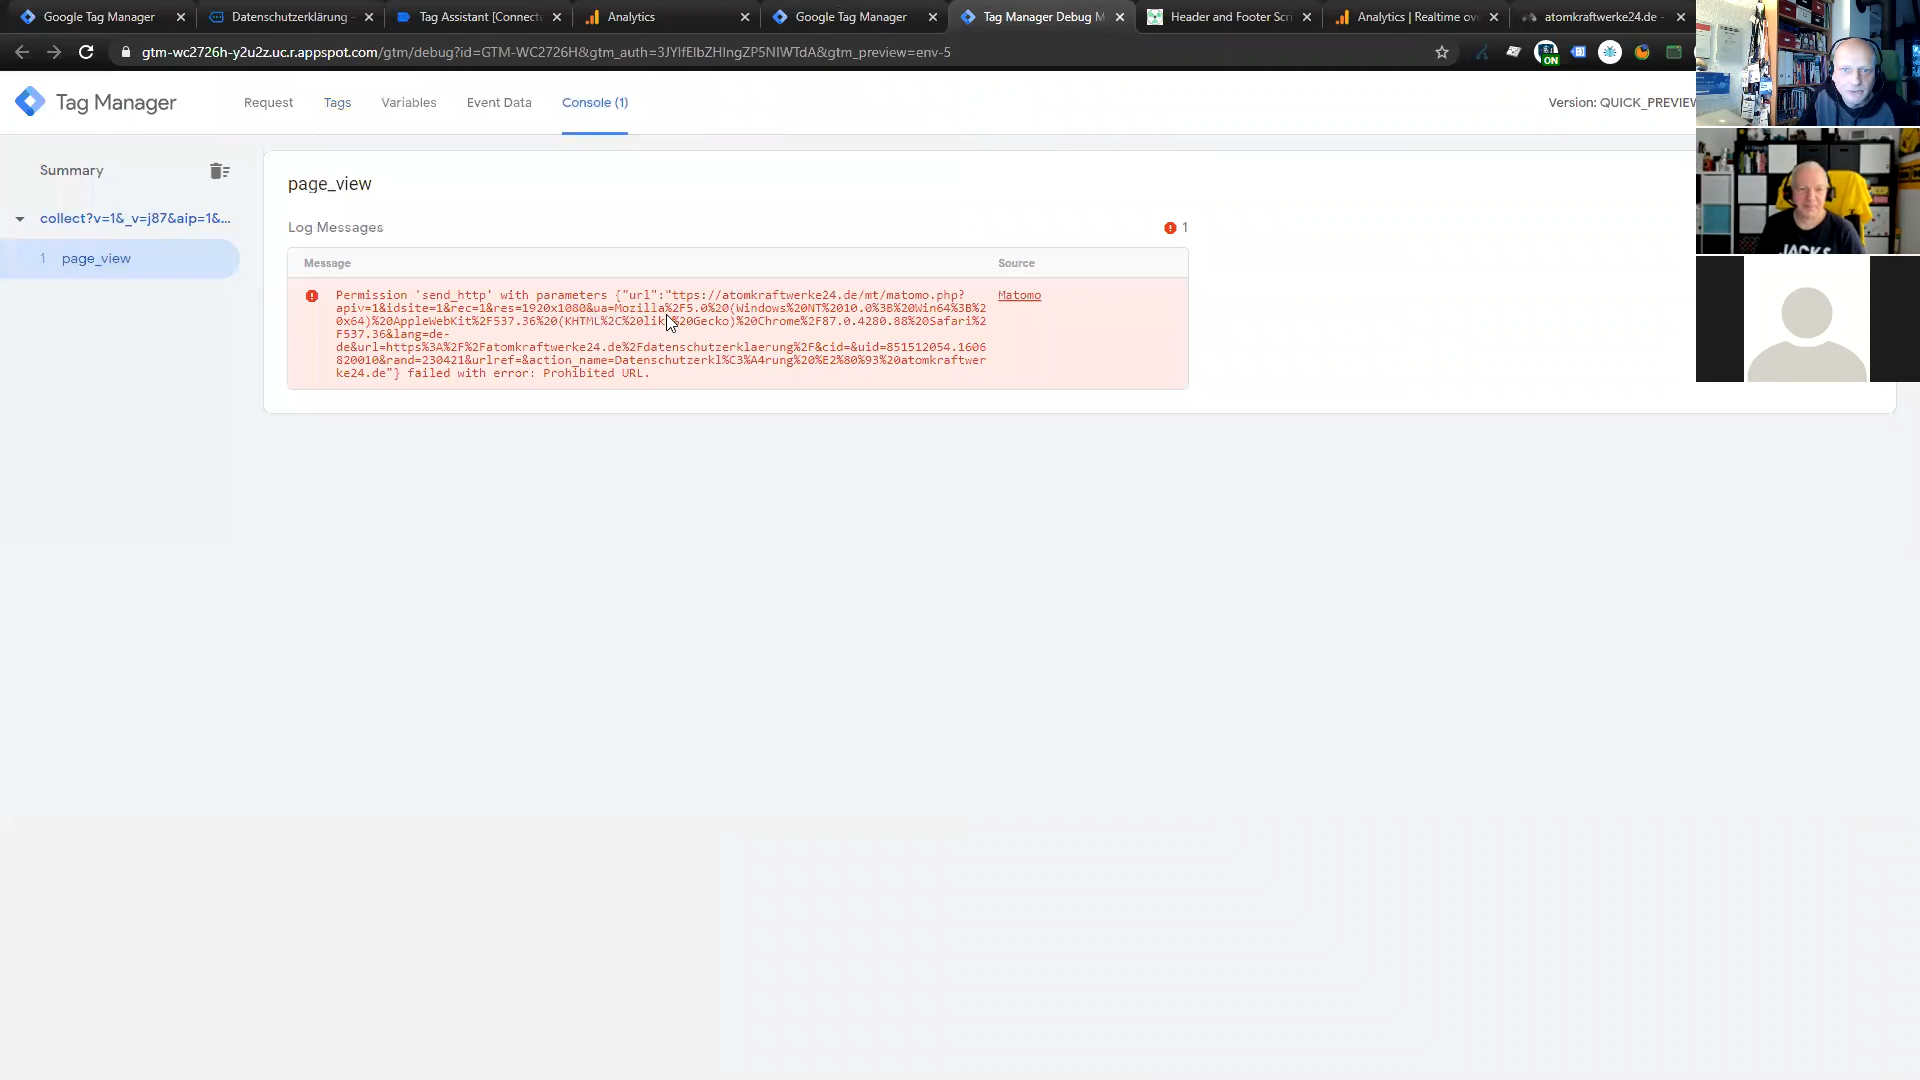 Google Tag Manager
Datenschutzerklärung -
Tag Assistant [Connecte
Analytics
Google Tag Manager
Tag Manager Debug M
Header and Footer Scri
Analytics | Realtime ove
atomkraftwerke24.de -
gtm-wc2726h-y2u2z.uc.r.appspot.com/gtm/debug?id=GTM-WC2726H&gtm_auth=3JYlfElbZHlngZP5NIWTdA&gtm_preview=env-5
ON
Tag Manager
Request
Tags
Variables
Event Data
Console (1)
Version: QUICK_PREVIEW
Summary
collect?v=1&_v=j87&aip=1&...
1 page_view
page_view
Log Messages
1
Message
Source
Permission 'send_http' with parameters {"url":"ttps://atomkraftwerke24.de/mt/matomo.php?
apiv=1&idsite=1&rec=1&res=1920x1080&ua=Mozilla%2F5.0%20(Windows%20NT%2010.0%3B%20Win64%3B%2
0x64)%20AppleWebKit%2F537.36%20(KHTML%2C%20like%20Gecko)%20Chrome%2F87.0.4280.88%20Safari%2
F537.36&lang=de-
de&url=https%3A%2F%2Fatomkraftwerke24.de%2Fdatenschutzerklaerung%2F&cid=&uid=851512054.1606
820010&rand=230421&urlref=&action_name=Datenschutzerkl%C3%A4rung%20%E2%80%93%20atomkraftwer
ke24.de"} failed with error: Prohibited URL.
Matomo
JACKS